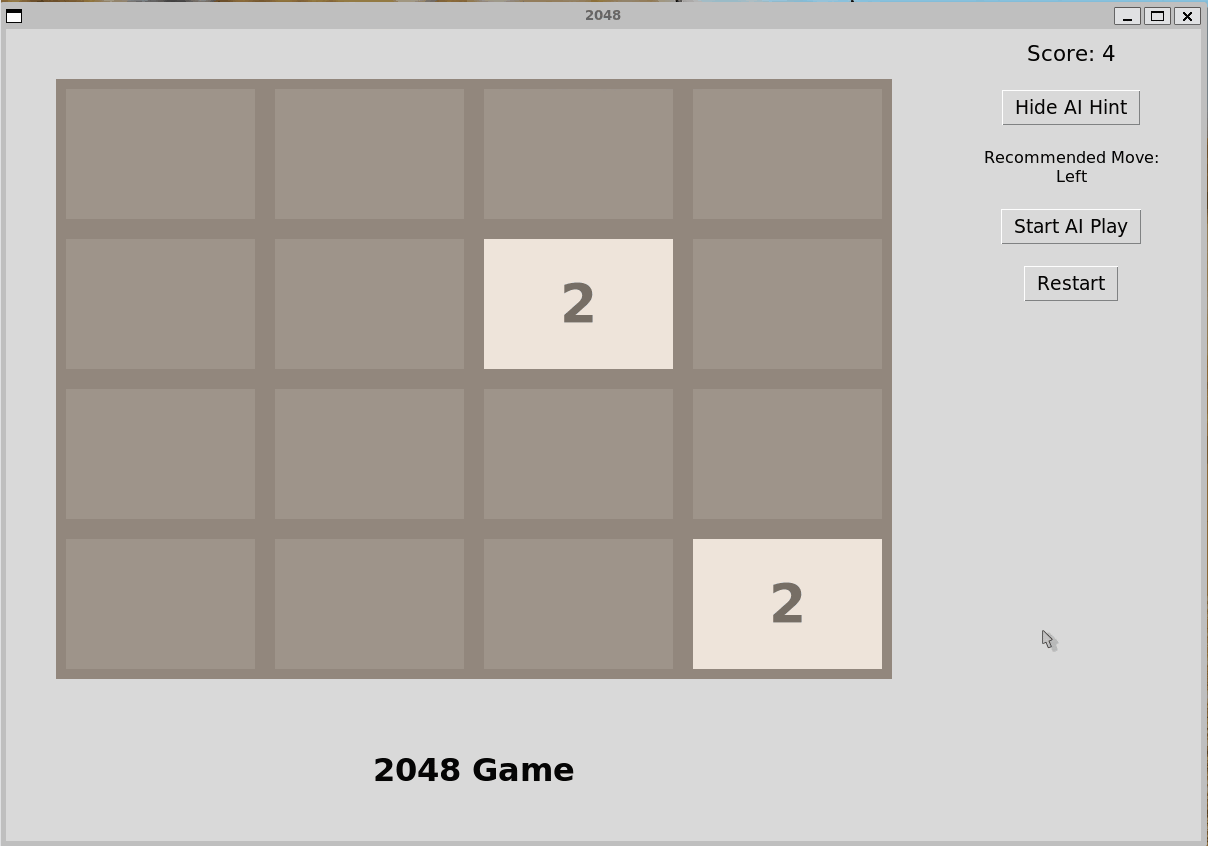 2048
Score: 4
Hide AI Hint
Recommended Move:
Left
Start AI Play
Restart
2
2
2048 Game